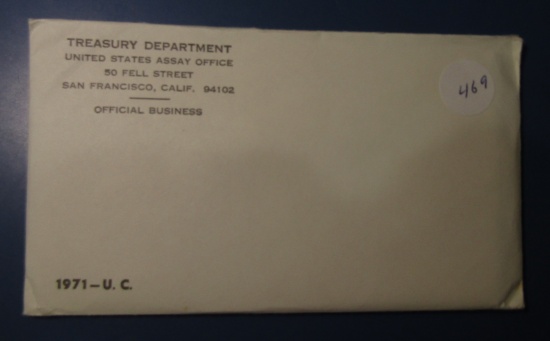 TREASURY DEPARTMENT
UNITED STATES ASSAY OFFICE
50 FELL STREET
SAN FRANCISCO, CALIF. 94102
OFFICIAL BUSINESS
469
1971-U. C.